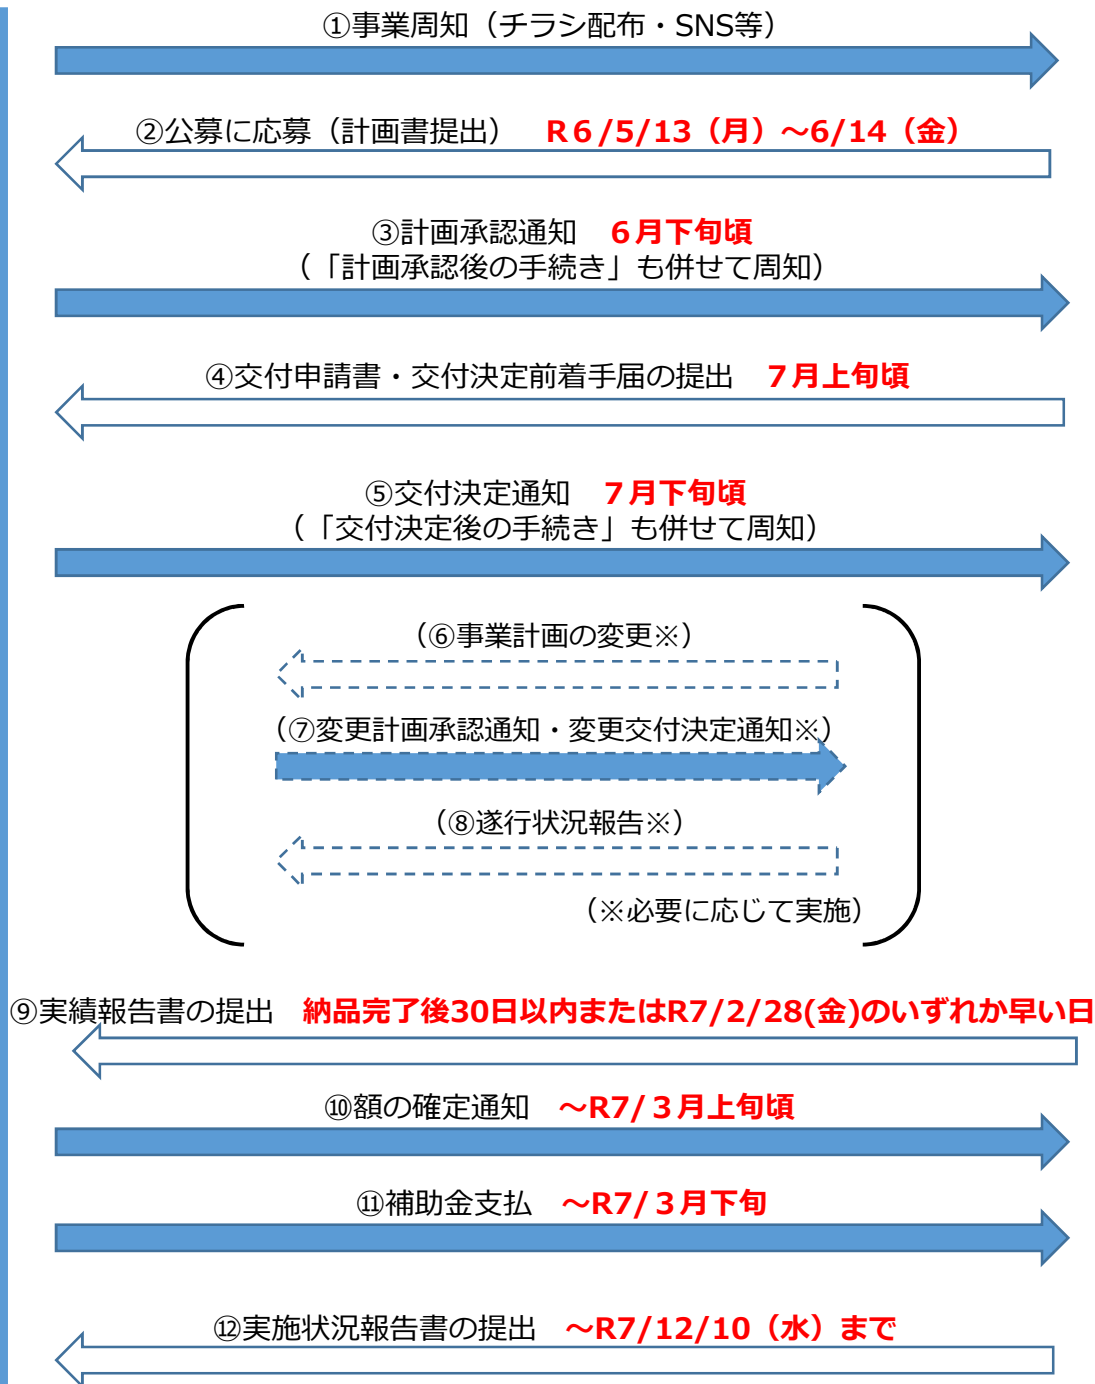 ①事業周知（チラシ配布・SNS等）
②公募に応募（計画書提出）　R６/5/13（月）～6/14（金）
③計画承認通知　６月下旬頃
（「計画承認後の手続き」も併せて周知）
④交付申請書・交付決定前着手届の提出　７月上旬頃
⑤交付決定通知　７月下旬頃
（「交付決定後の手続き」も併せて周知）
（⑥事業計画の変更※）
（⑦変更計画承認通知・変更交付決定通知※）
（⑧遂行状況報告※）
（※必要に応じて実施）
⑨実績報告書の提出　納品完了後30日以内またはR7/2/28(金)のいずれか早い日
⑩額の確定通知　～R7/３月上旬頃
⑪補助金支払　～R7/３月下旬
⑫実施状況報告書の提出　～R7/12/10（水）まで